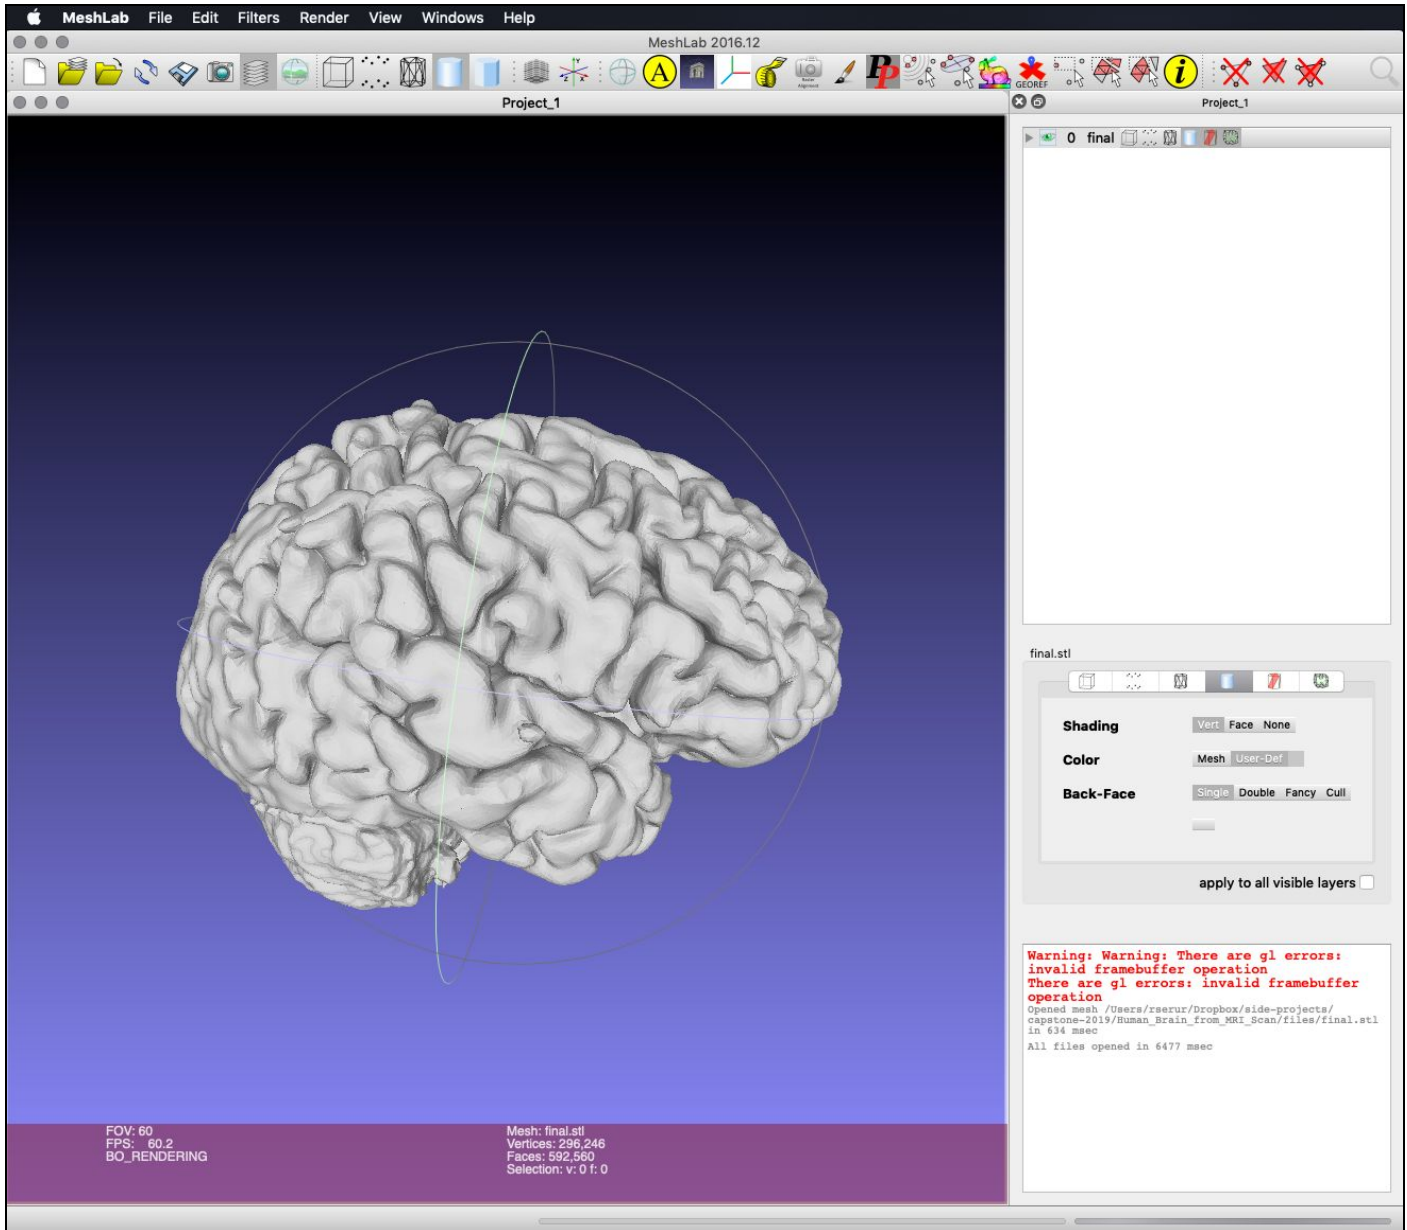 MeshLab File Edit Filters Render View Windows Help
MeshLab 2016.12
A
PP
GEOREF
i
Project_1
Project_1
0 final
final.stl
Shading Vert Face None
Color Mesh User-Def
Back-Face Single Double Fancy Cull
apply to all visible layers
Warning: Warning: There are gl errors:
invalid framebuffer operation
There are gl errors: invalid framebuffer
operation
Opened mesh /Users/rserur/Dropbox/side-projects/
capstone-2019/Human_Brain_from_MRI_Scan/files/final.stl
in 634 msec
All files opened in 6477 msec
FOV: 60
FPS: 60.2
BO_RENDERING
Mesh: final.stl
Vertices: 296,246
Faces: 592,560
Selection: v: 0 f: 0